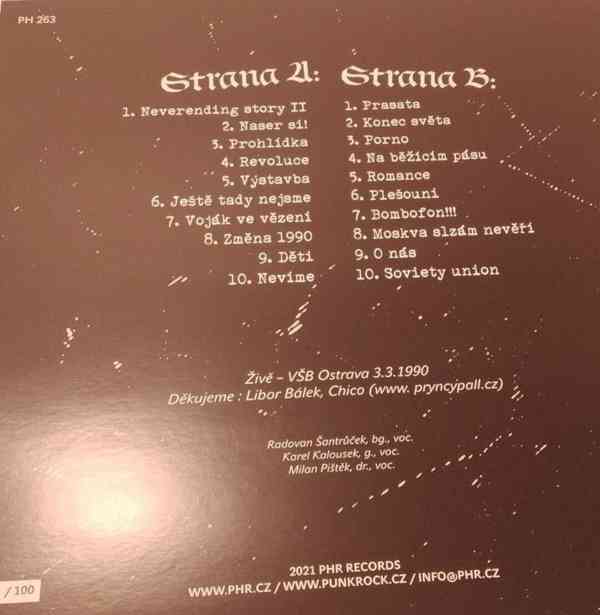 PH 263
Strana A:
1. Neverending story II
2. Naser si!
3. Prohlídka
4. Revoluce
5. Výstavba
6. Ještě tady nejsme
7. Voják ve vězení
8. Změna 1990
9. Děti
10. Nevíme
Strana B:
1. Prasata
2. Konec světa
3. Porno
4. Na běžícím pásu
5. Romance
6. Plešouni
7. Bombofon!!!
8. Moskva slzám nevěří
9. O nás
10. Soviety union
Živě – VŠB Ostrava 3.3.1990
Děkujeme : Libor Bálek, Chico (www. pryncypall.cz)
Radovan Šantrůček, bg., voc.
Karel Kalousek, g., voc.
Milan Pištěk, dr., voc.
2021 PHR RECORDS
WWW.PHR.CZ / WWW.PUNKROCK.CZ / INFO@PHR.CZ
/ 100